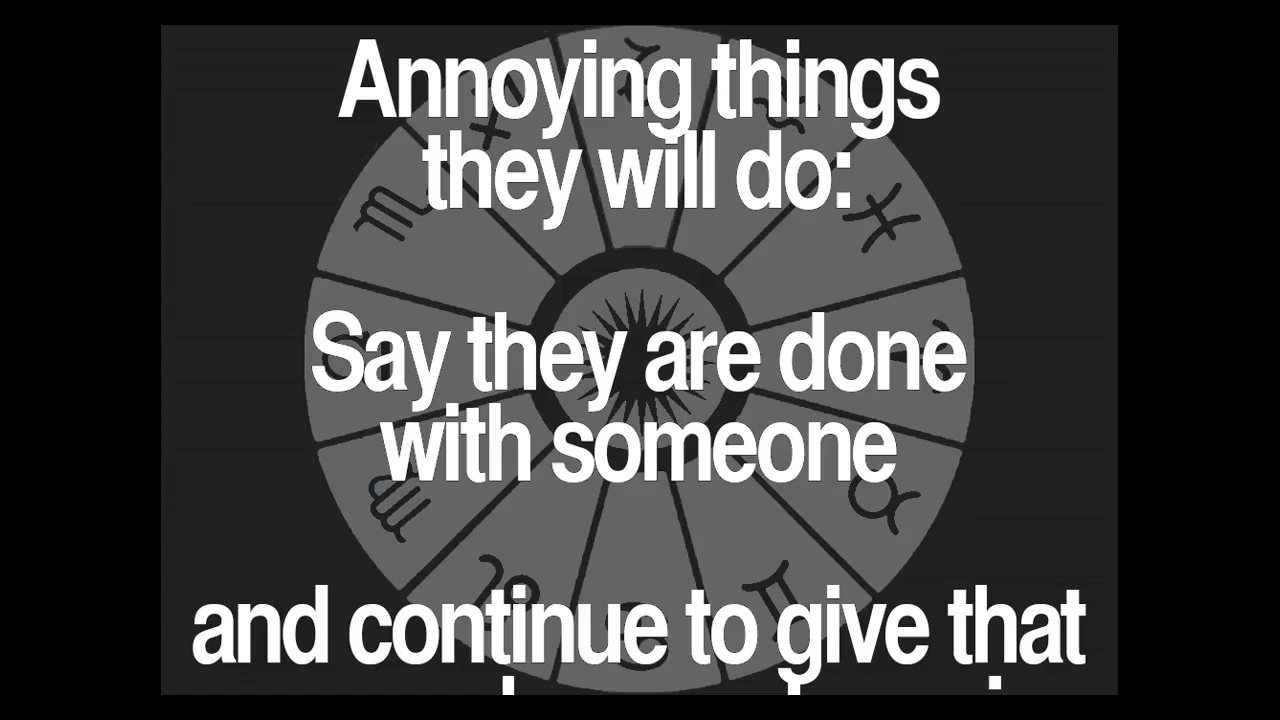 Annoying things
they will do:
Say they are done
with someone
and continue to give that